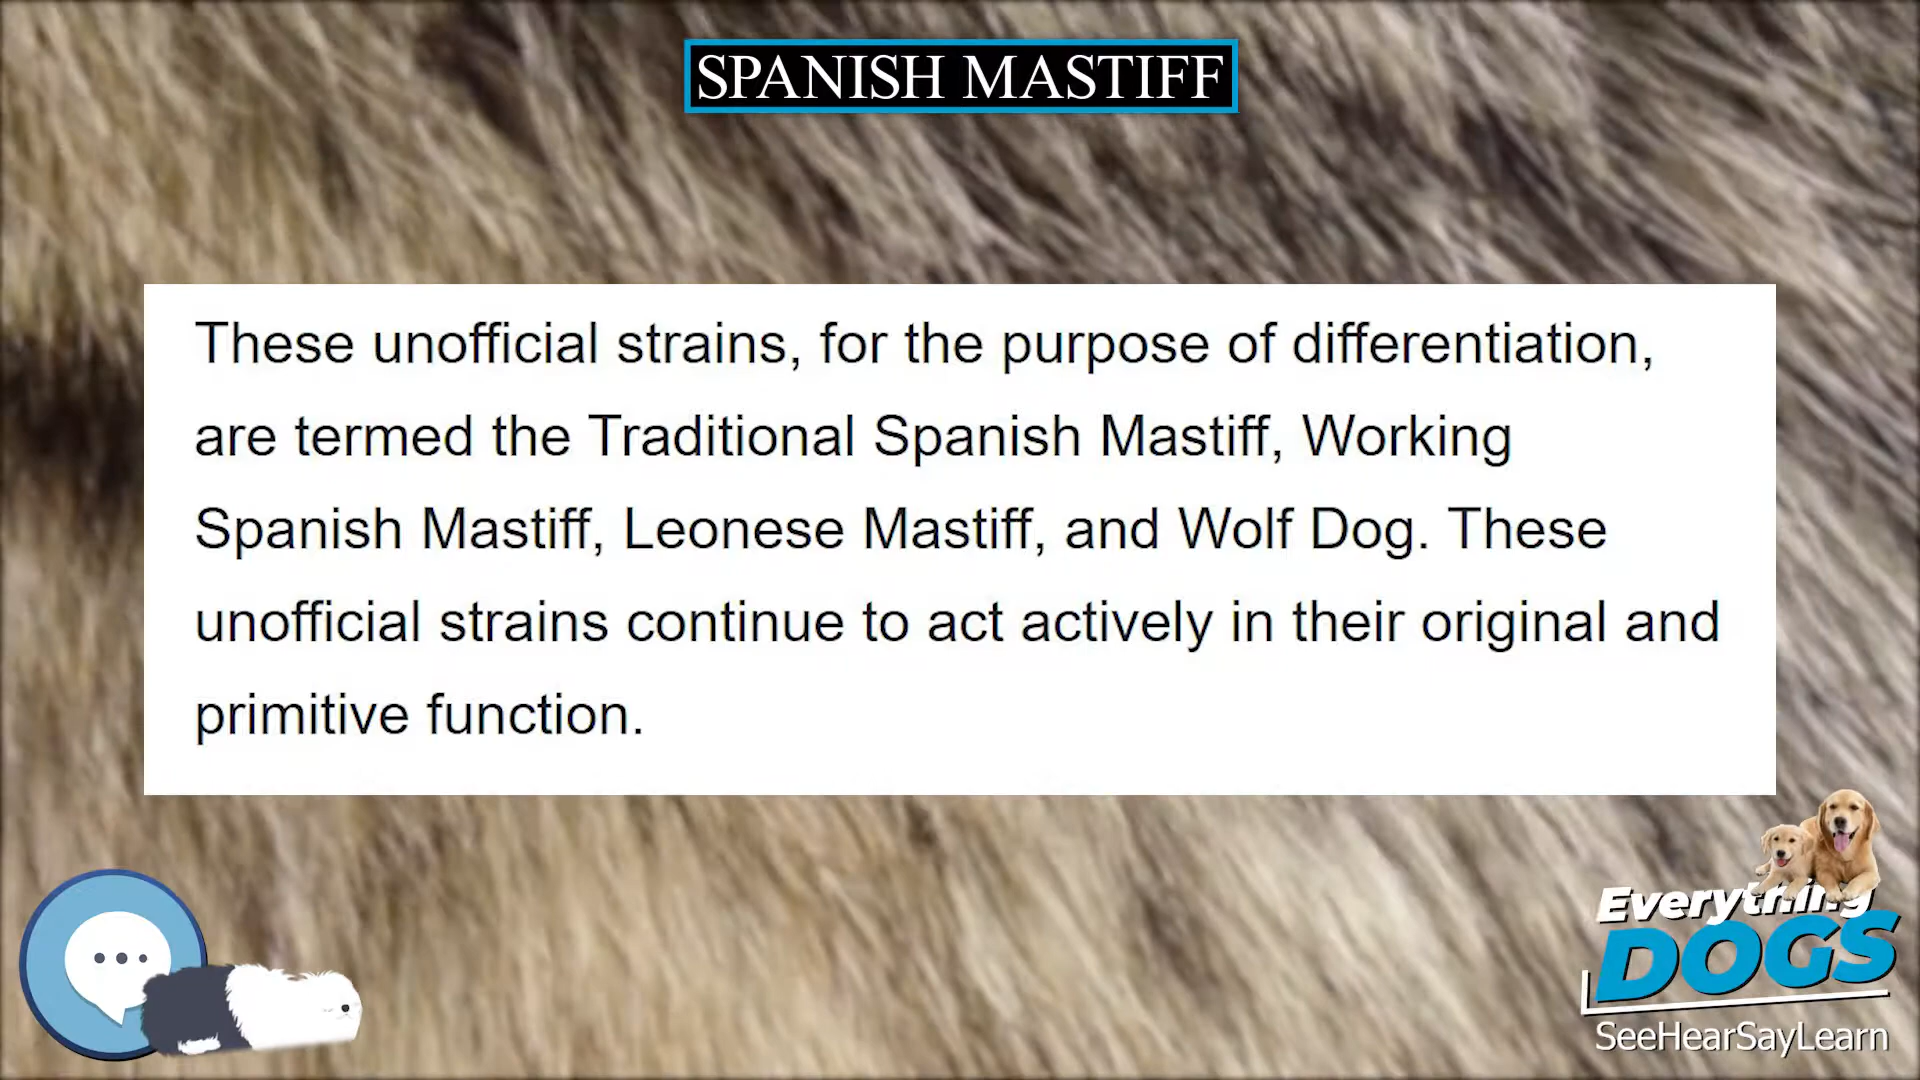 SPANISH MASTIFF
These unofficial strains, for the purpose of differentiation,
are termed the Traditional Spanish Mastiff, Working
Spanish Mastiff, Leonese Mastiff, and Wolf Dog. These
unofficial strains continue to act actively in their original and
primitive function.
Everything
DOGS
SeeHearSayLearn